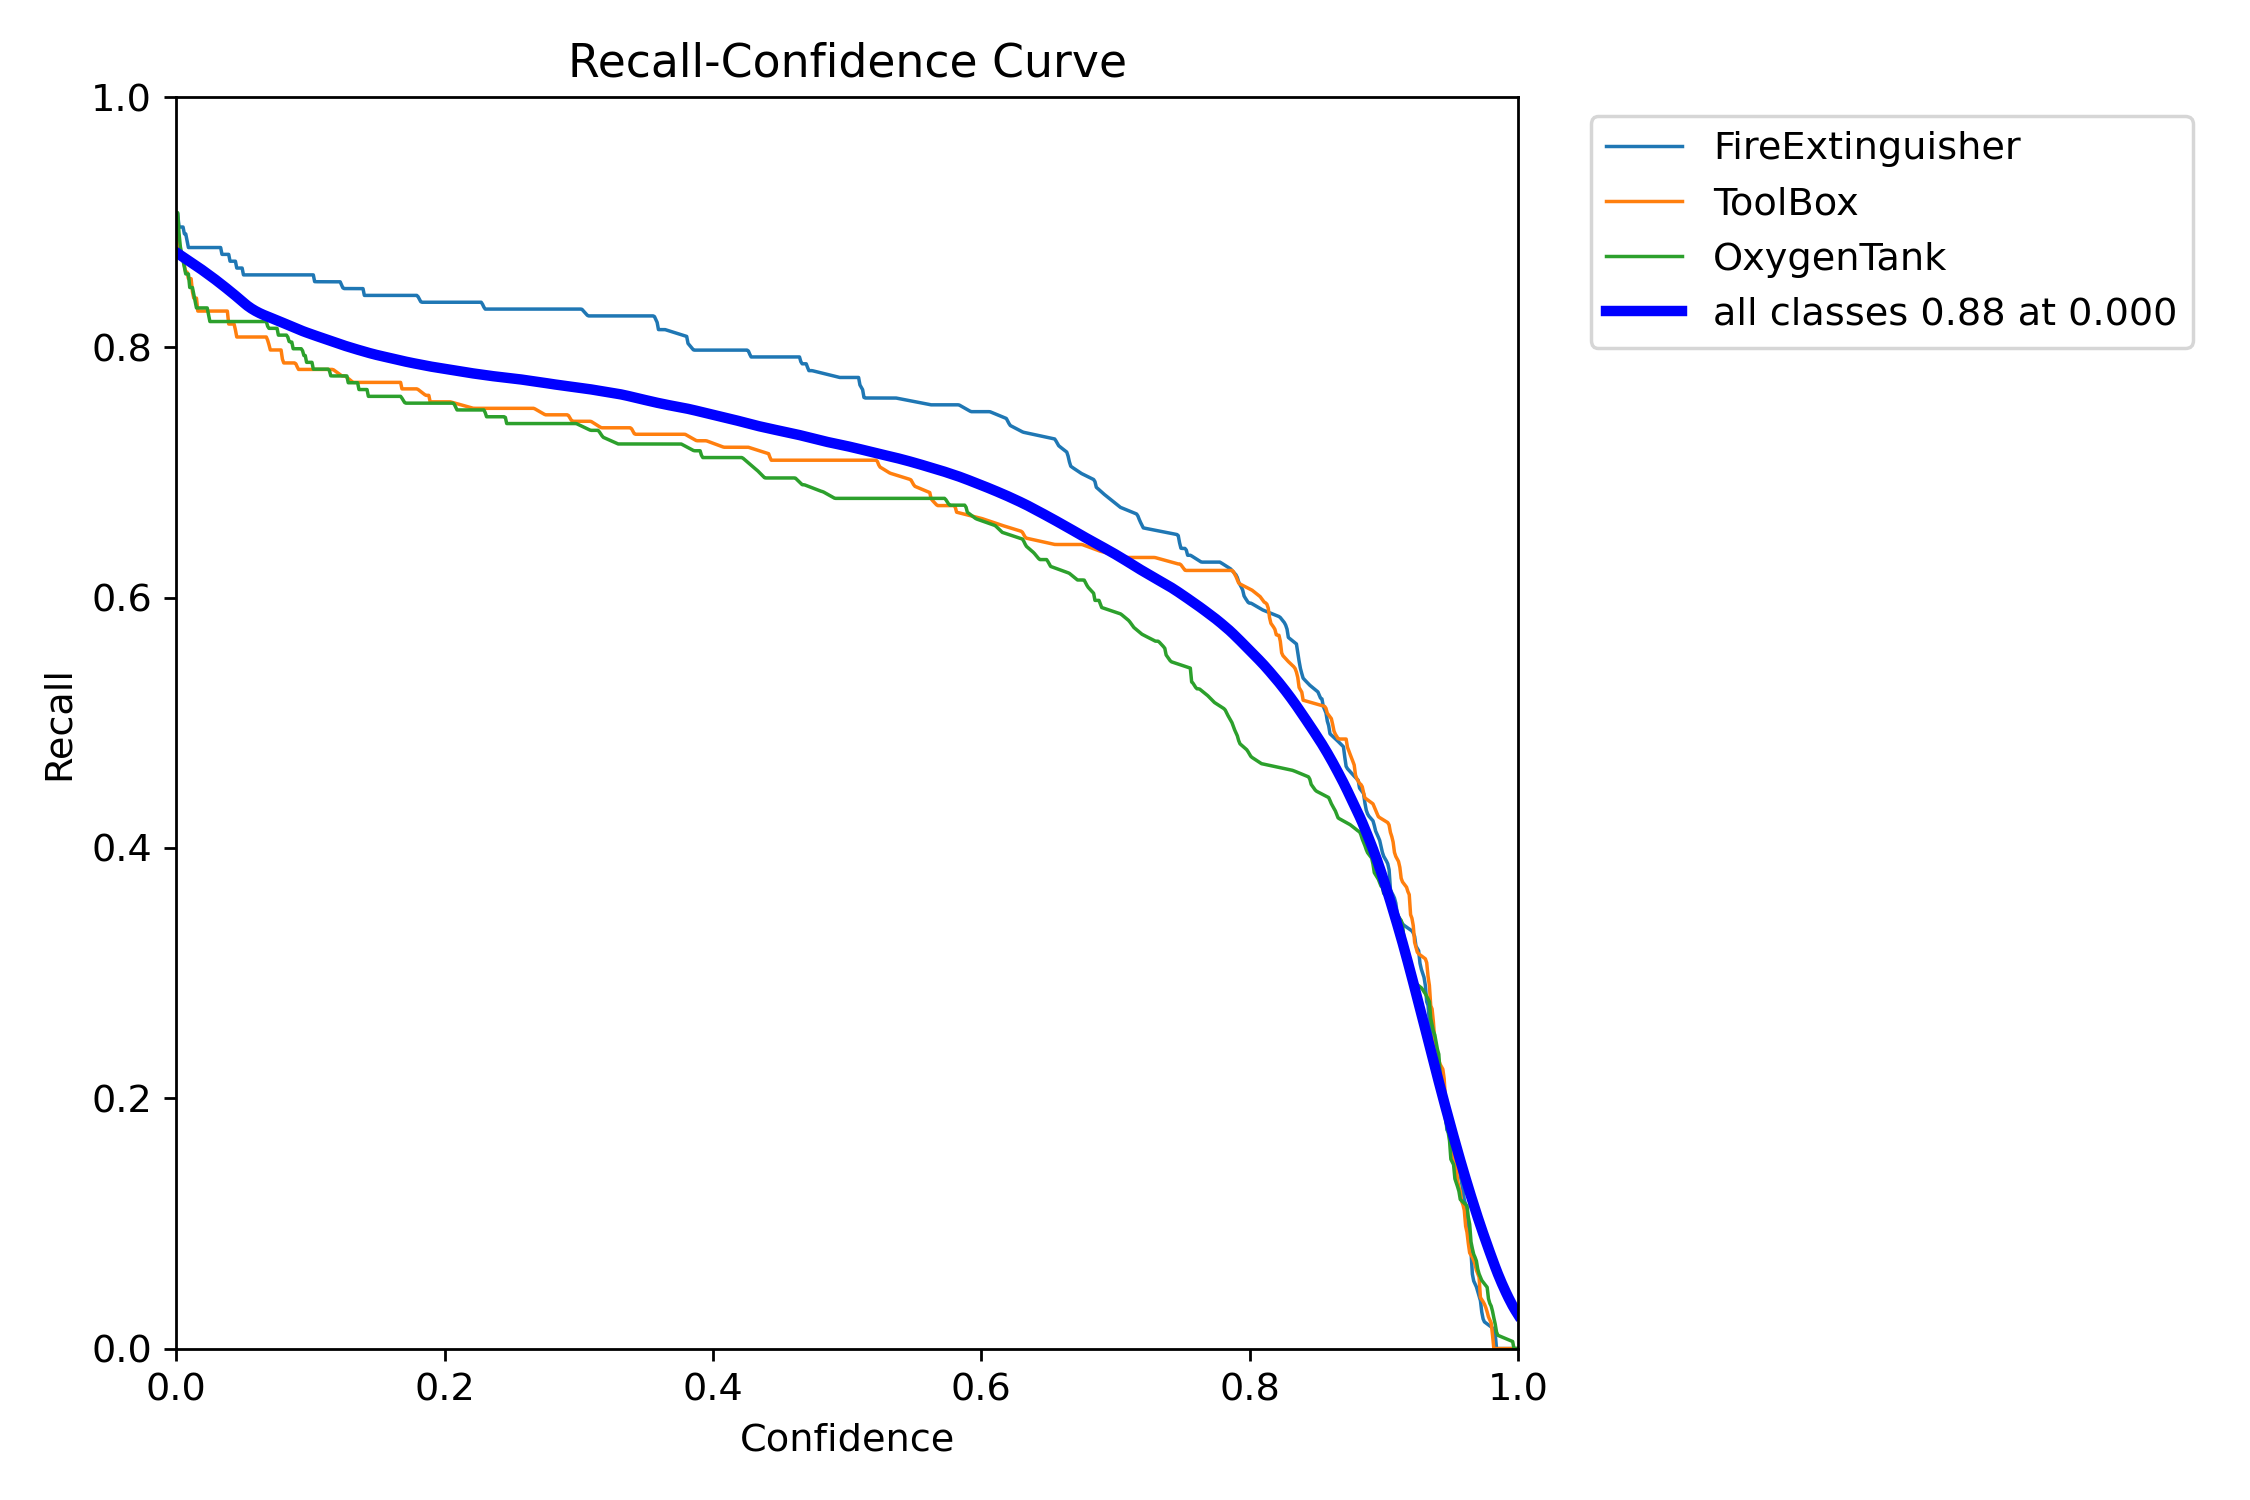 Recall-Confidence Curve
1.0
0.8
0.6
0.4
0.2
0.0
Recall
0.0 0.2 0.4 0.6 0.8 1.0
Confidence
FireExtinguisher
ToolBox
OxygenTank
all classes 0.88 at 0.000